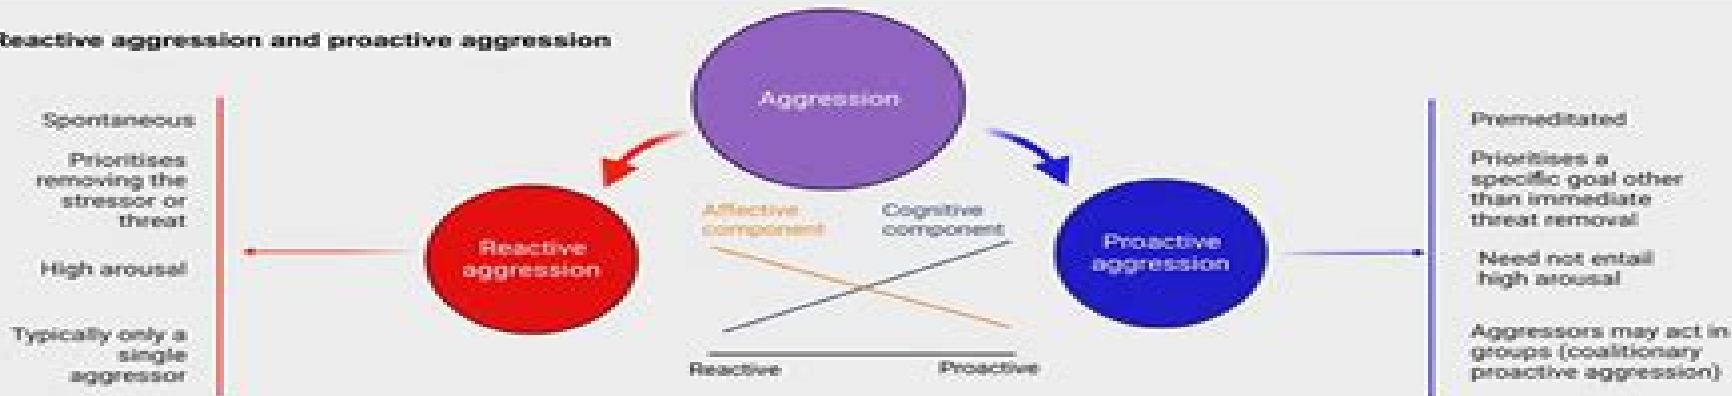 Reactive aggression and proactive aggression
Aggression
Spontaneous
Prioritises
removing the
stressor or
threat
High arousal
Typically only a
single
aggressor
Reactive
aggression
Affective
component
Cognitive
component
Reactive
Proactive
Proactive
aggression
Premeditated
Prioritises a
specific goal other
than immediate
threat removal
Need not entail
high arousal
Aggressors may act in
groups (coalitionary
proactive aggression)